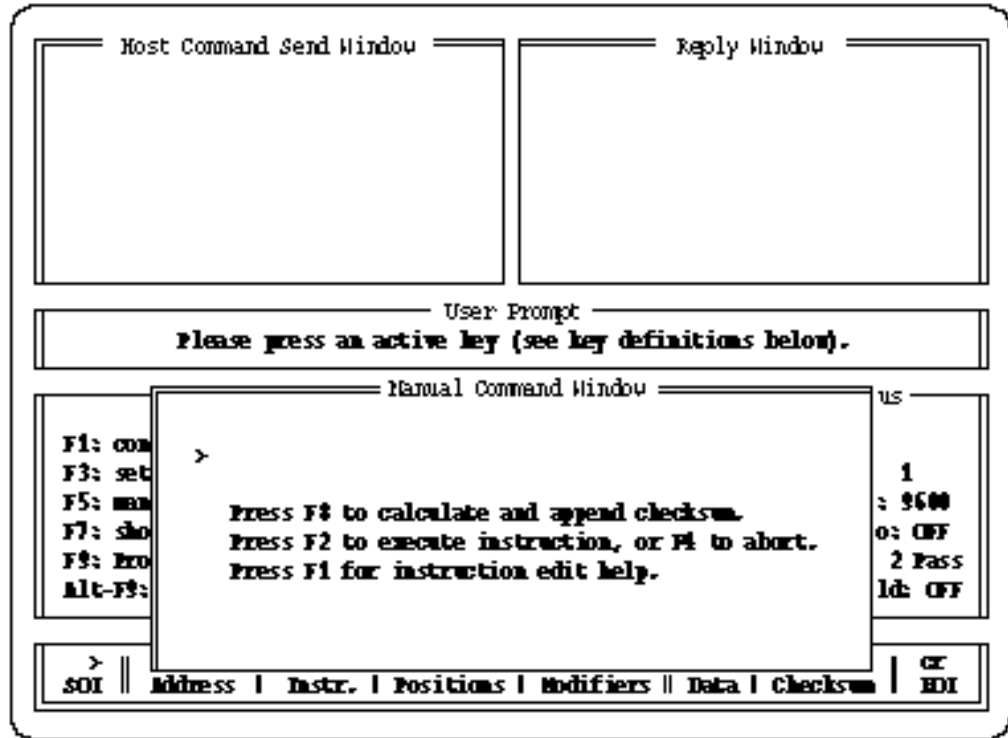 Host Command Send Window
Reply Window
User Prompt
Please press an active key (see key definitions below).
Manual Command Window
us
F1: com
>
F3: set
1
F5: man
: 9600
Press F8 to calculate and append checksum.
F7: sho
o: OFF
Press F2 to execute instruction, or F4 to abort.
F9: Pro
2 Pass
Press F1 for instruction edit help.
Alt-F9:
ld: OFF
> || | CR
SOI || Address | Instr. | Positions | Modifiers || Data | Checksum | EOI